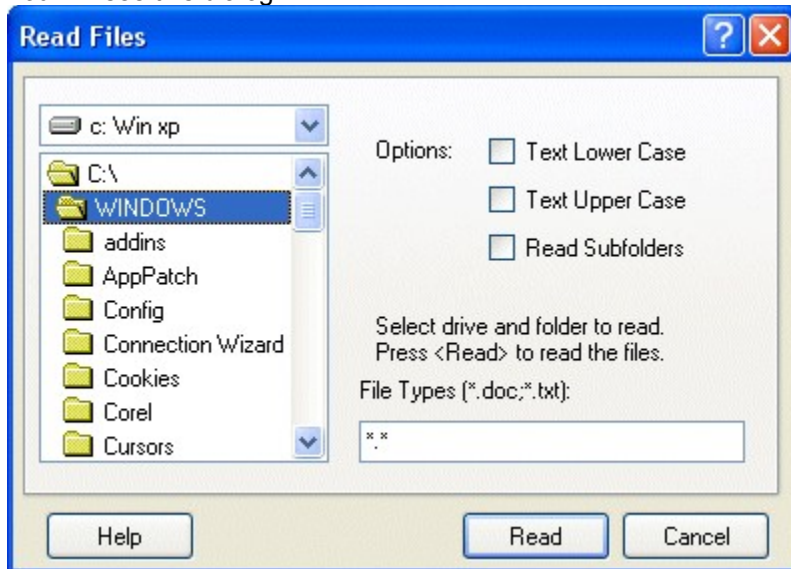 Read Files
c: Win xp
C:\
WINDOWS
addins
AppPatch
Config
Connection Wizard
Cookies
Corel
Cursors
Options:
Text Lower Case
Text Upper Case
Read Subfolders
Select drive and folder to read.
Press <Read> to read the files.
File Types (*.doc;*.txt):
*.*
Help
Read
Cancel